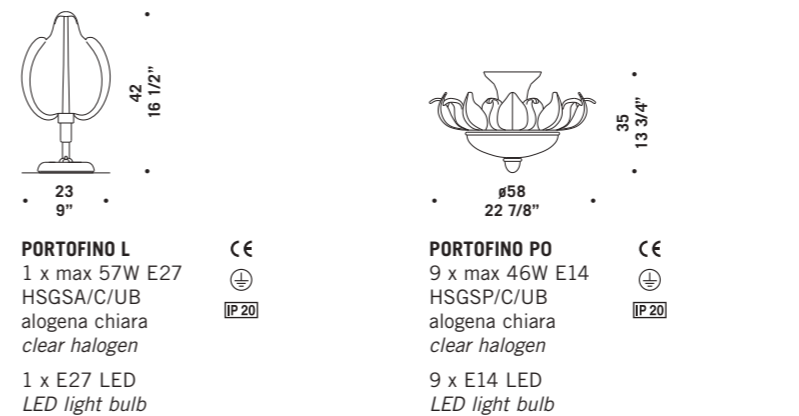 42
16 1/2”
23
9”
PORTOFINO L
1 x max 57W E27
HSGSA/C/UB
alogena chiara
clear halogen
1 x E27 LED
LED light bulb
CE
IP 20
35
13 3/4”
ø58
22 7/8”
PORTOFINO PO
9 x max 46W E14
HSGSP/C/UB
alogena chiara
clear halogen
9 x E14 LED
LED light bulb
CE
IP 20